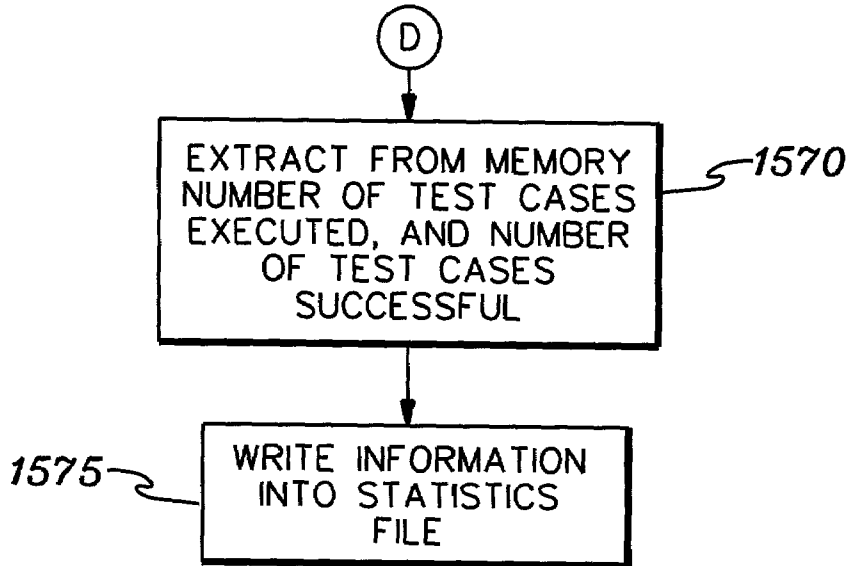 D
EXTRACT FROM MEMORY
NUMBER OF TEST CASES
EXECUTED, AND NUMBER
OF TEST CASES
SUCCESSFUL
1570
WRITE INFORMATION
INTO STATISTICS
FILE
1575